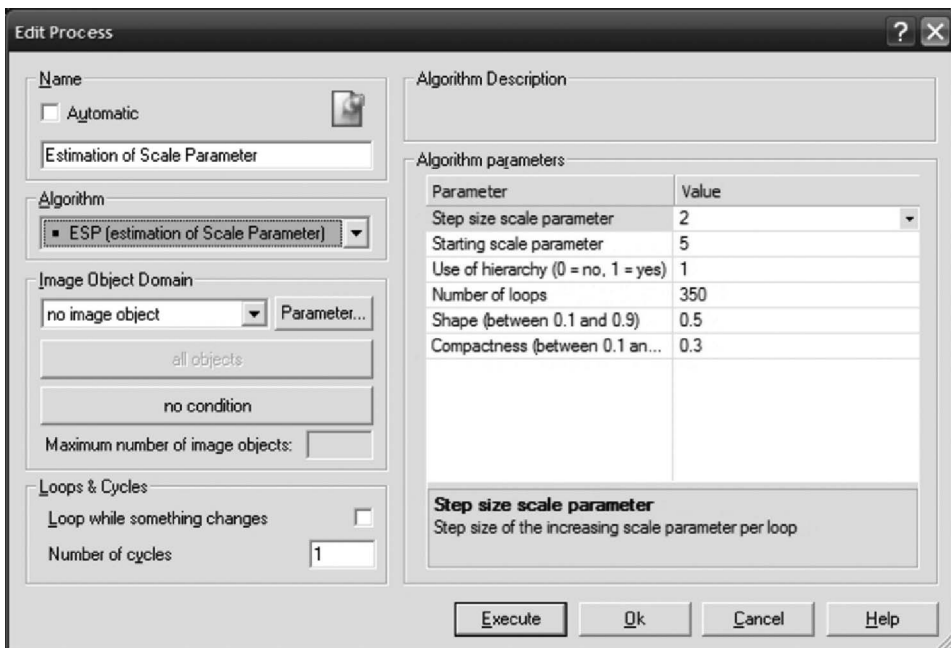 Edit Process
?
Name
Automatic
Estimation of Scale Parameter
Algorithm
ESP (estimation of Scale Parameter)
Image Object Domain
no image object
Parameter...
all objects
no condition
Maximum number of image objects:
Loops & Cycles
Loop while something changes
Number of cycles
1
Algorithm Description
Algorithm parameters
Parameter Value
Step size scale parameter 2
Starting scale parameter 5
Use of hierarchy (0 = no, 1 = yes) 1
Number of loops 350
Shape (between 0.1 and 0.9) 0.5
Compactness (between 0.1 an... 0.3
Step size scale parameter
Step size of the increasing scale parameter per loop
Execute Ok Cancel Help